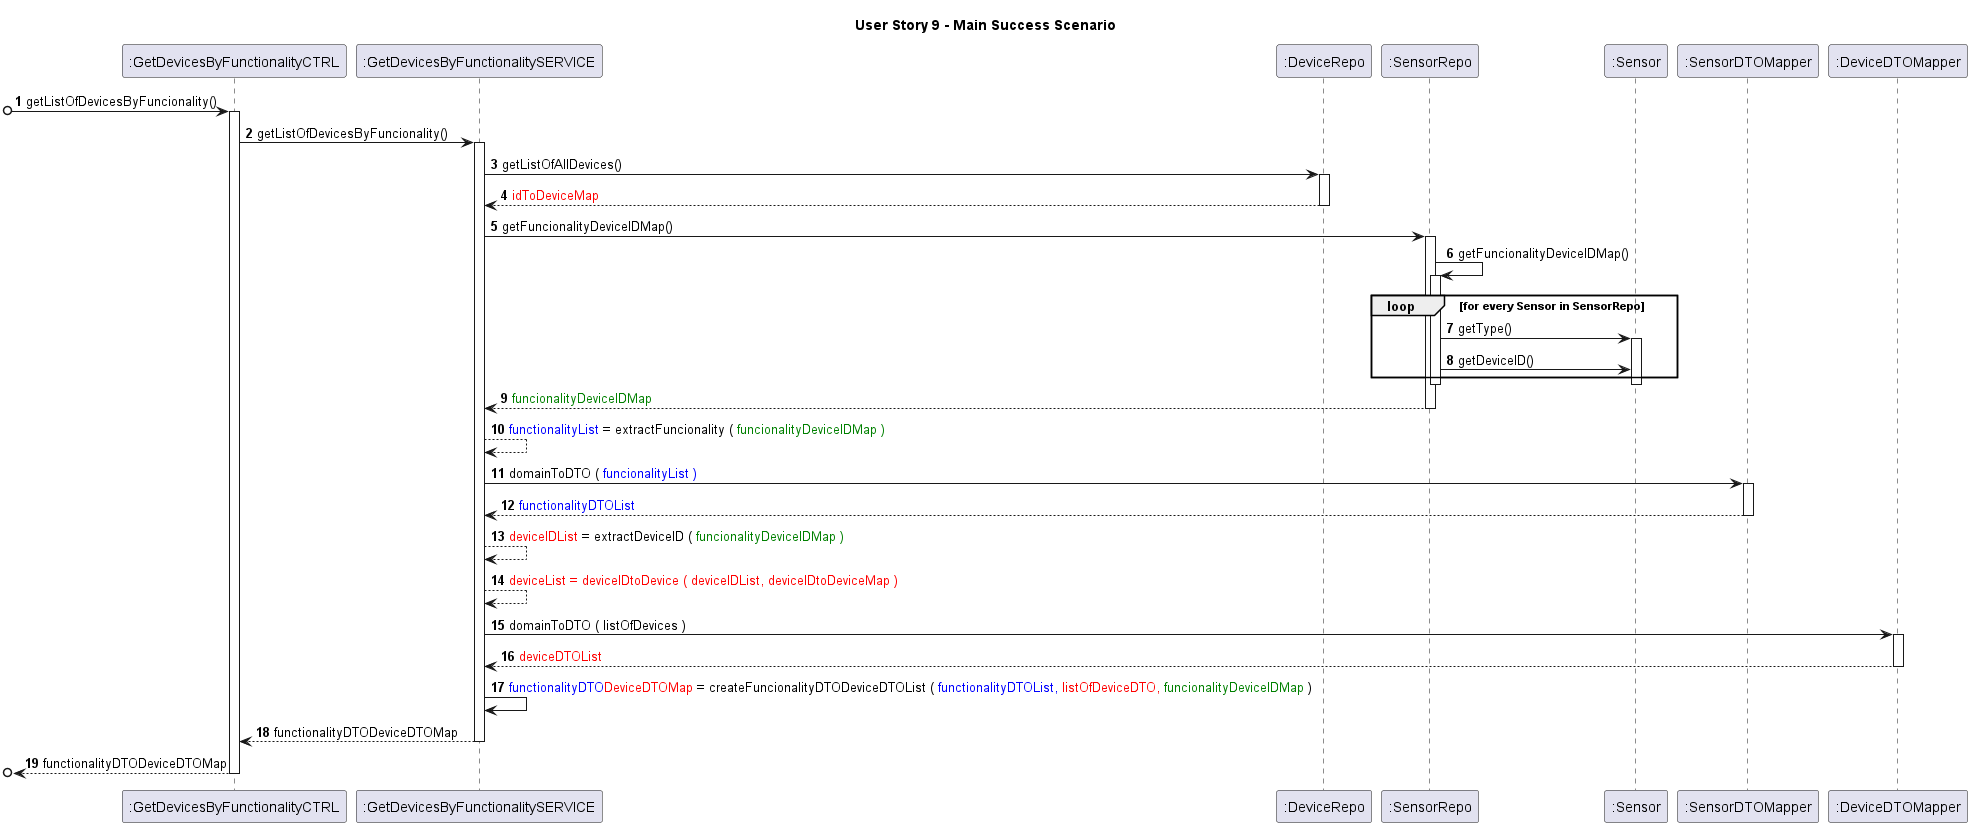 User Story 9 - Main Success Scenario
:GetDevicesByFunctionalityCTRL :GetDevicesByFunctionalitySERVICE :DeviceRepo :SensorRepo :Sensor :SensorDTOMapper :DeviceDTOMapper
1 getListOfDevicesByFuncionality()
2 getListOfDevicesByFuncionality()
3 getListOfAllDevices()
4 idToDeviceMap
5 getFuncionalityDeviceIDMap()
6 getFuncionalityDeviceIDMap()
loop [for every Sensor in SensorRepo]
7 getType()
8 getDeviceID()
9 funcionalityDeviceIDMap
10 functionalityList = extractFuncionality ( funcionalityDeviceIDMap )
11 domainToDTO ( funcionalityList )
12 functionalityDTOList
13 deviceIDList = extractDeviceID ( funcionalityDeviceIDMap )
14 deviceList = deviceIDtoDevice ( deviceIDList, deviceIDtoDeviceMap )
15 domainToDTO ( listOfDevices )
16 deviceDTOList
17 functionalityDTODeviceDTOMap = createFuncionalityDTODeviceDTOList ( functionalityDTOList, listOfDeviceDTO, funcionalityDeviceIDMap )
18 functionalityDTODeviceDTOMap
19 functionalityDTODeviceDTOMap
:GetDevicesByFunctionalityCTRL :GetDevicesByFunctionalitySERVICE :DeviceRepo :SensorRepo :Sensor :SensorDTOMapper :DeviceDTOMapper